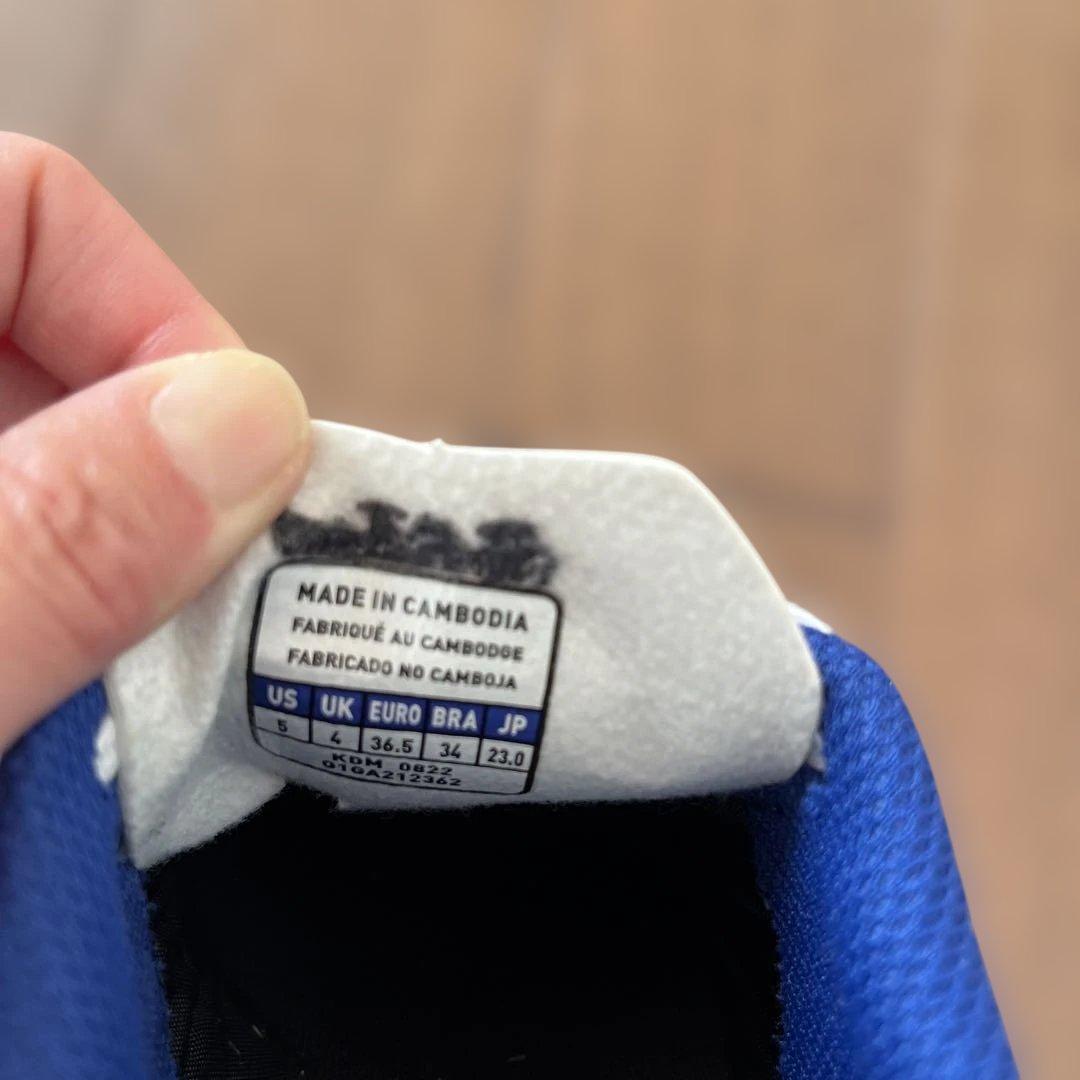 MADE IN CAMBODIA
FABRIQUÉ AU CAMBODGE
FABRICADO NO CAMBOJA
US UK EURO BRA JP
5 4 36.5 34 23.0
KDM 0822
01GA212362